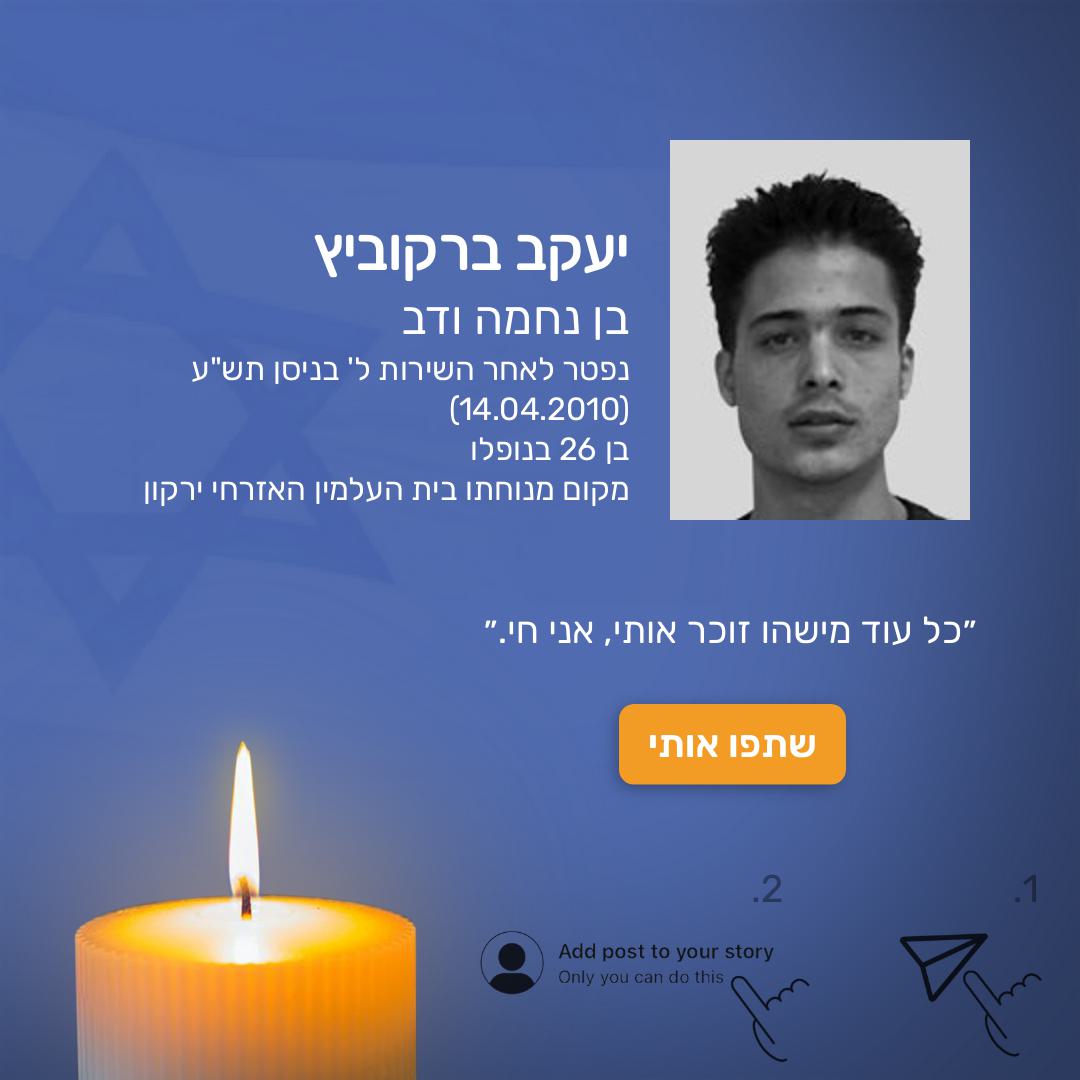 יעקב ברקוביץ
בן נחמה ודב
נפטר לאחר השירות ל' בניסן תש"ע
(14.04.2010)
בן 26 בנופלו
מקום מנוחתו בית העלמין האזרחי ירקון
״כל עוד מישהו זוכר אותי, אני חי.״
שתפו אותי
.1
.2
Add post to your story
Only you can do this